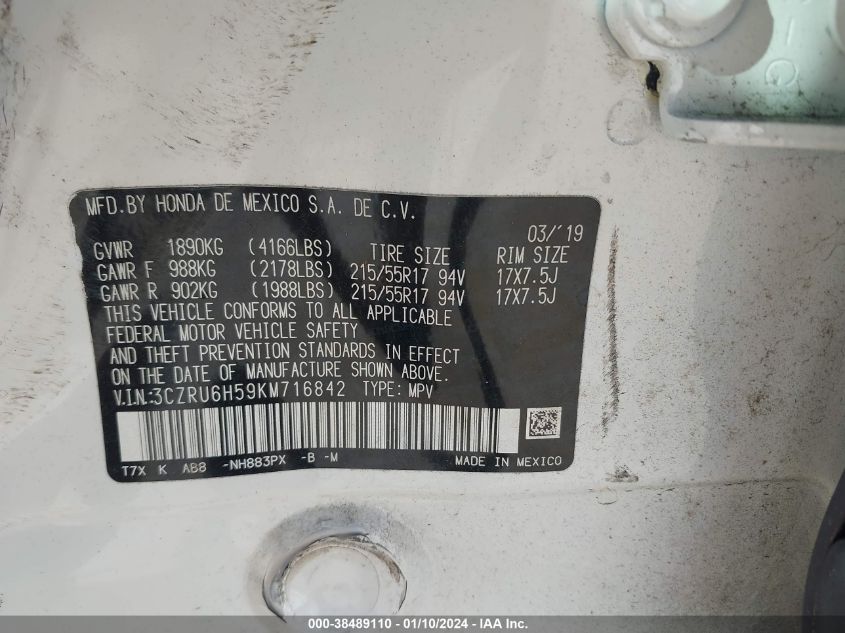 MFD.BY HONDA DE MEXICO S.A. DE C.V.
03/'19
GVWR 1890KG (4166LBS) TIRE SIZE RIM SIZE
GAWR F 988KG (2178LBS) 215/55R17 94V 17X7.5J
GAWR R 902KG (1988LBS) 215/55R17 94V 17X7.5J
THIS VEHICLE CONFORMS TO ALL APPLICABLE
FEDERAL MOTOR VEHICLE SAFETY
AND THEFT PREVENTION STANDARDS IN EFFECT
ON THE DATE OF MANUFACTURE SHOWN ABOVE.
V.I.N:3CZRU6H59KM716842 TYPE: MPV
T7X K AB8 -NH883PX -B -M MADE IN MEXICO
000-38489110 - 01/10/2024 - IAA Inc.